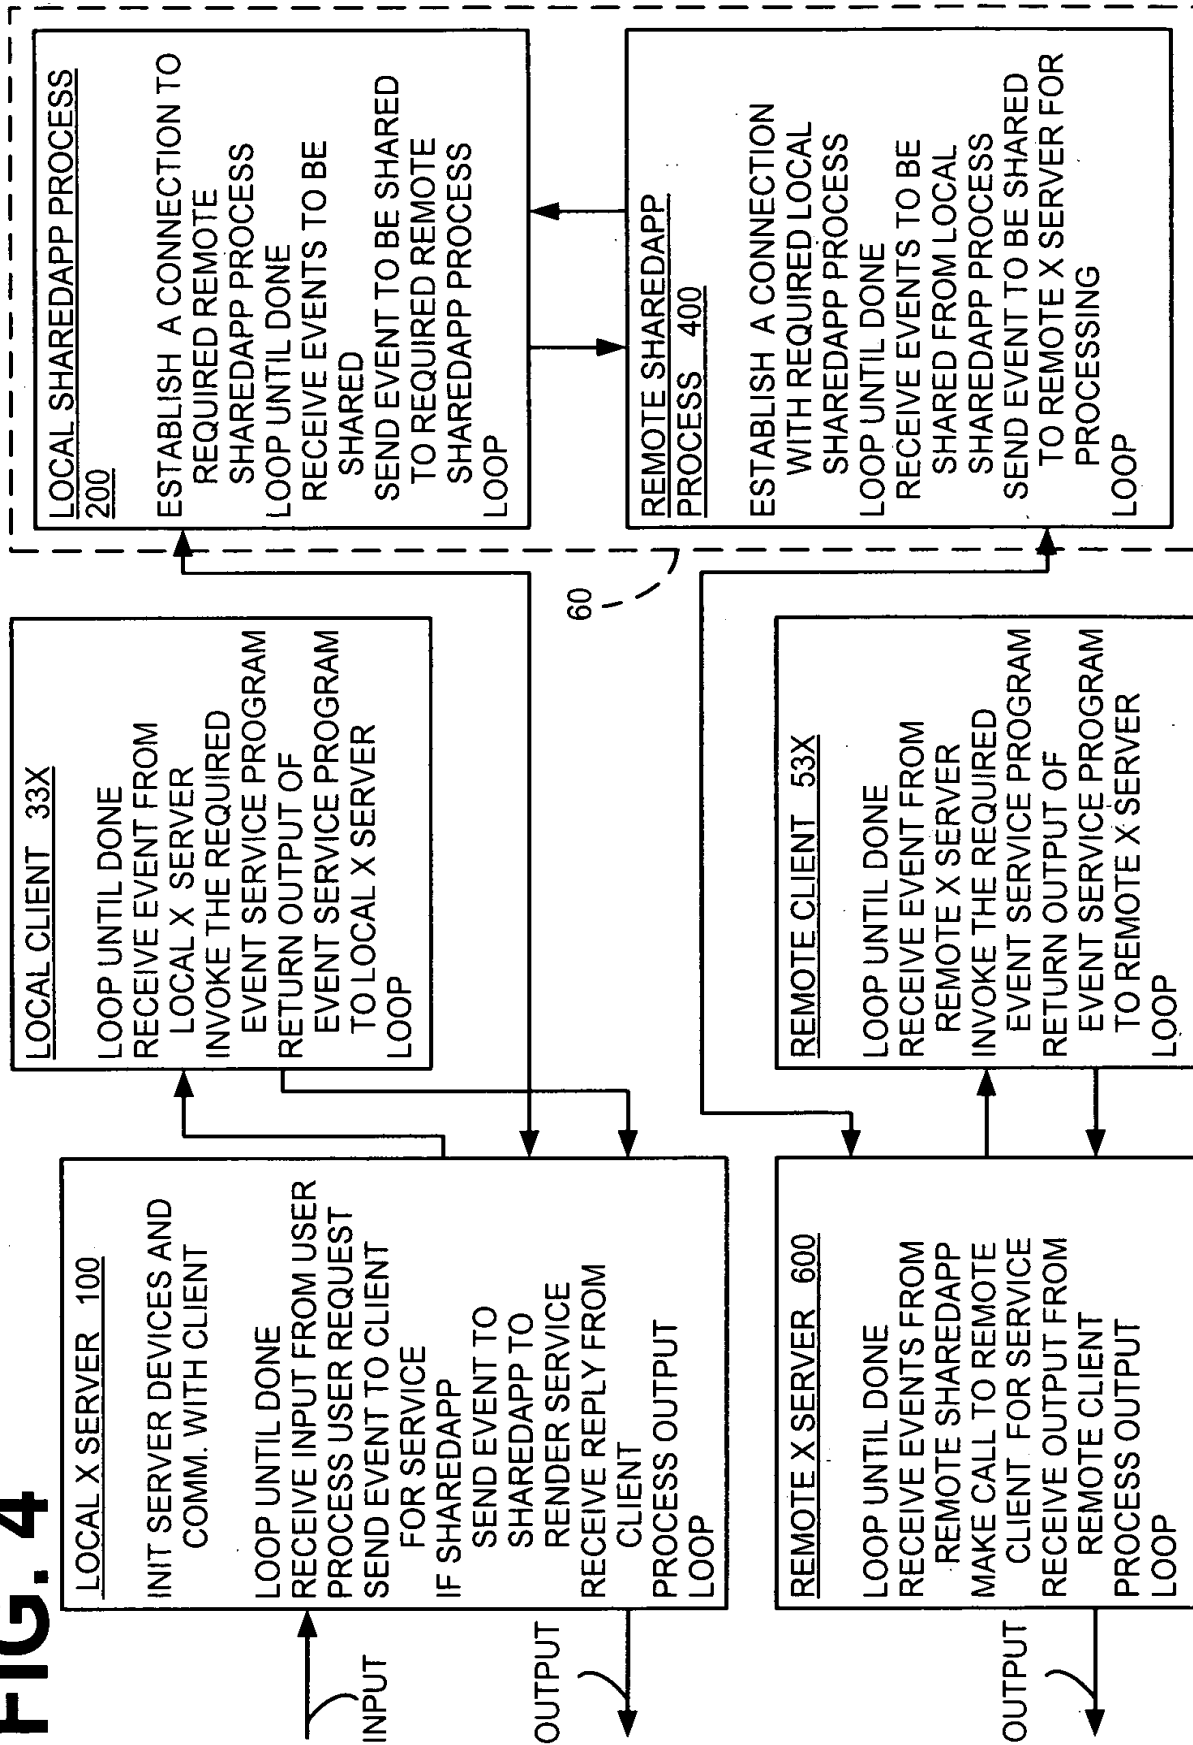 FIG. 4
LOCAL X SERVER 100
INIT SERVER DEVICES AND
COMM. WITH CLIENT
LOOP UNTIL DONE
RECEIVE INPUT FROM USER
PROCESS USER REQUEST
SEND EVENT TO CLIENT
FOR SERVICE
IF SHAREDAPP
SEND EVENT TO
SHAREDAPP TO
RENDER SERVICE
RECEIVE REPLY FROM
CLIENT
PROCESS OUTPUT
LOOP
INPUT
OUTPUT
LOCAL CLIENT 33X
LOOP UNTIL DONE
RECEIVE EVENT FROM
LOCAL X SERVER
INVOKE THE REQUIRED
EVENT SERVICE PROGRAM
RETURN OUTPUT OF
EVENT SERVICE PROGRAM
TO LOCAL X SERVER
LOOP
LOCAL SHAREDAPP PROCESS
200
ESTABLISH A CONNECTION TO
REQUIRED REMOTE
SHAREDAPP PROCESS
LOOP UNTIL DONE
RECEIVE EVENTS TO BE
SHARED
SEND EVENT TO BE SHARED
TO REQUIRED REMOTE
SHAREDAPP PROCESS
LOOP
60
REMOTE X SERVER 600
LOOP UNTIL DONE
RECEIVE EVENTS FROM
REMOTE SHAREDAPP
MAKE CALL TO REMOTE
CLIENT FOR SERVICE
RECEIVE OUTPUT FROM
REMOTE CLIENT
PROCESS OUTPUT
LOOP
OUTPUT
REMOTE CLIENT 53X
LOOP UNTIL DONE
RECEIVE EVENT FROM
REMOTE X SERVER
INVOKE THE REQUIRED
EVENT SERVICE PROGRAM
RETURN OUTPUT OF
EVENT SERVICE PROGRAM
TO REMOTE X SERVER
LOOP
REMOTE SHAREDAPP
PROCESS 400
ESTABLISH A CONNECTION
WITH REQUIRED LOCAL
SHAREDAPP PROCESS
LOOP UNTIL DONE
RECEIVE EVENTS TO BE
SHARED FROM LOCAL
SHAREDAPP PROCESS
SEND EVENT TO BE SHARED
TO REMOTE X SERVER FOR
PROCESSING
LOOP